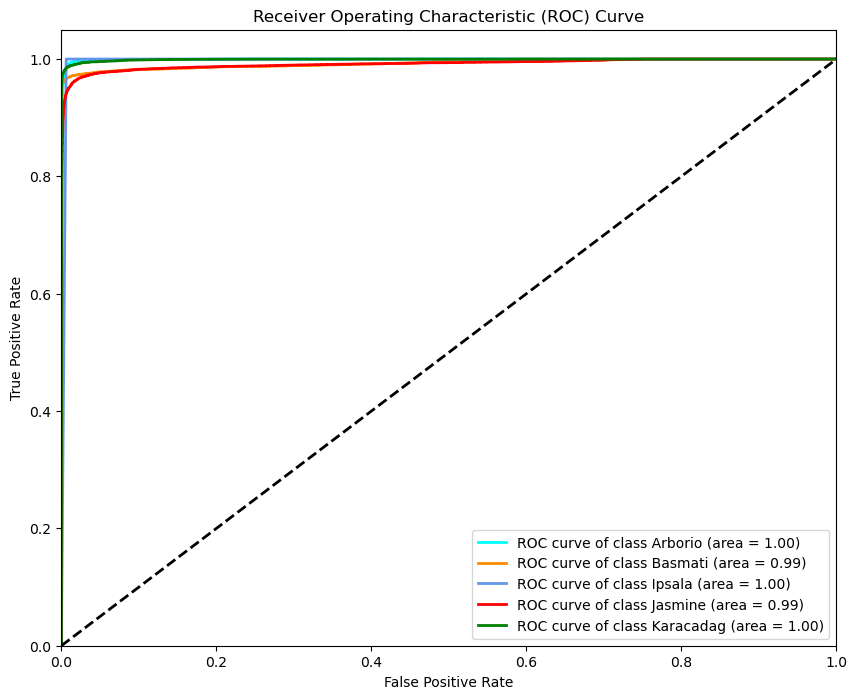 Receiver Operating Characteristic (ROC) Curve
True Positive Rate
1.0
0.8
0.6
0.4
0.2
0.0
ROC curve of class Arborio (area = 1.00)
ROC curve of class Basmati (area = 0.99)
ROC curve of class Ipsala (area = 1.00)
ROC curve of class Jasmine (area = 0.99)
ROC curve of class Karacadag (area = 1.00)
0.0 0.2 0.4 0.6 0.8 1.0
False Positive Rate